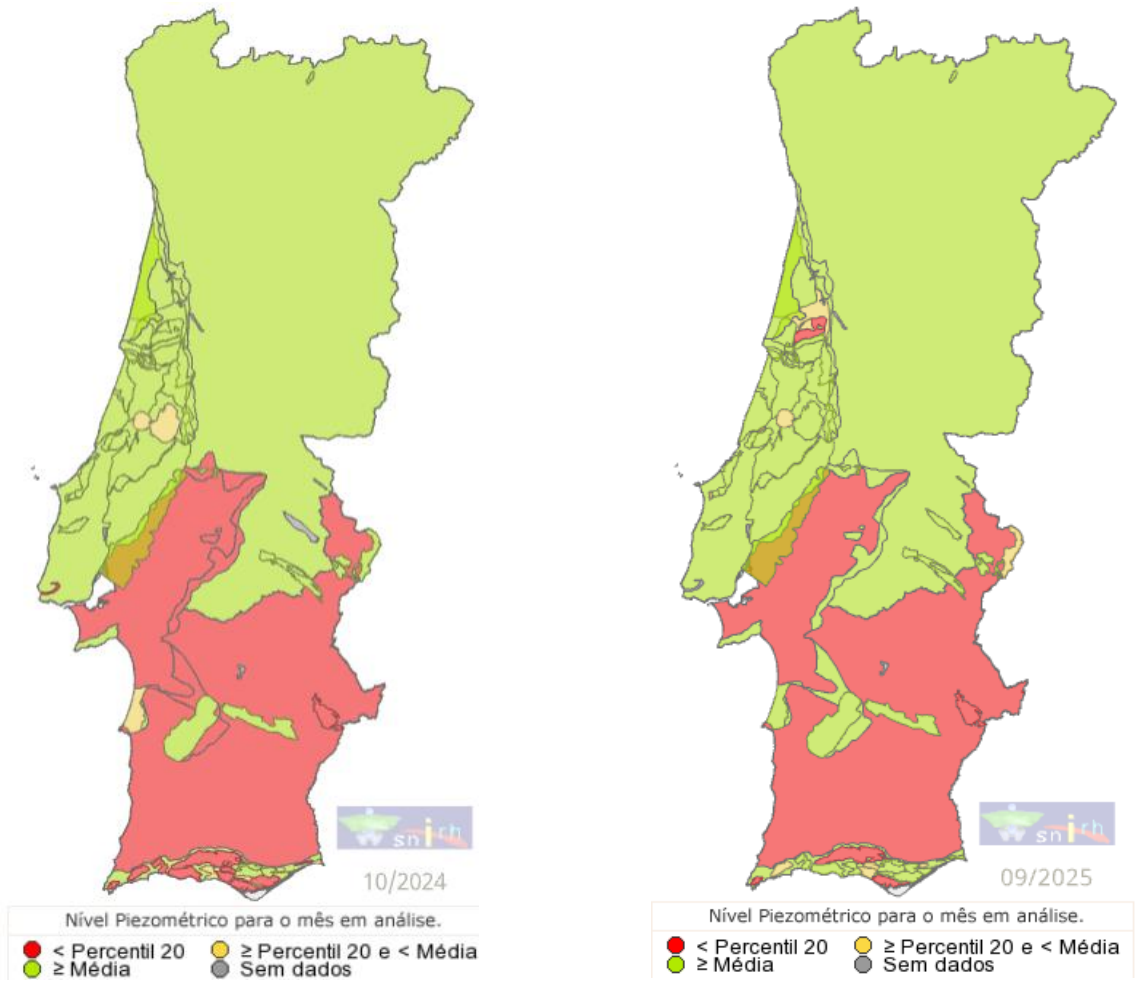 snirh
10/2024
Nível Piezométrico para o mês em análise.
< Percentil 20 ≥ Percentil 20 e < Média
≥ Média Sem dados
snirh
09/2025
Nível Piezométrico para o mês em análise.
< Percentil 20 ≥ Percentil 20 e < Média
≥ Média Sem dados